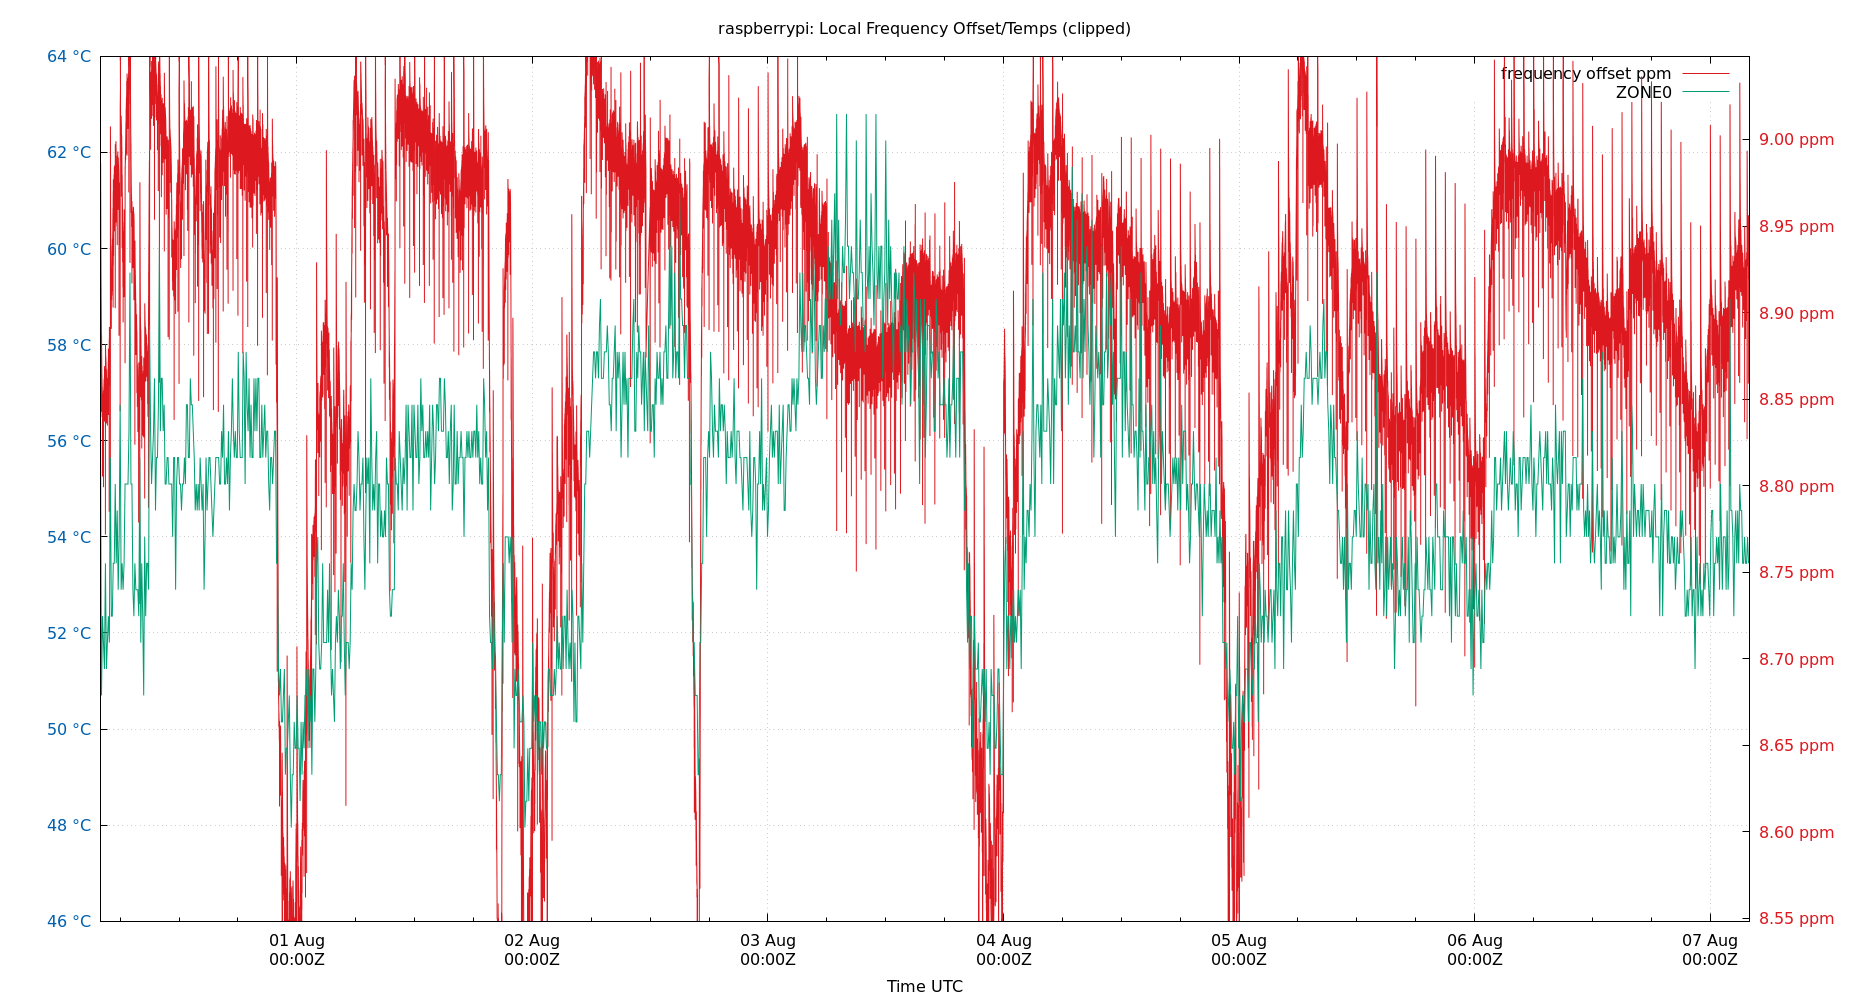 raspberrypi: Local Frequency Offset/Temps (clipped)
64 °C
62 °C
60 °C
58 °C
56 °C
54 °C
52 °C
50 °C
48 °C
46 °C
frequency offset ppm
ZONE0
9.00 ppm
8.95 ppm
8.90 ppm
8.85 ppm
8.80 ppm
8.75 ppm
8.70 ppm
8.65 ppm
8.60 ppm
8.55 ppm
01 Aug
00:00Z
02 Aug
00:00Z
03 Aug
00:00Z
04 Aug
00:00Z
05 Aug
00:00Z
06 Aug
00:00Z
07 Aug
00:00Z
Time UTC